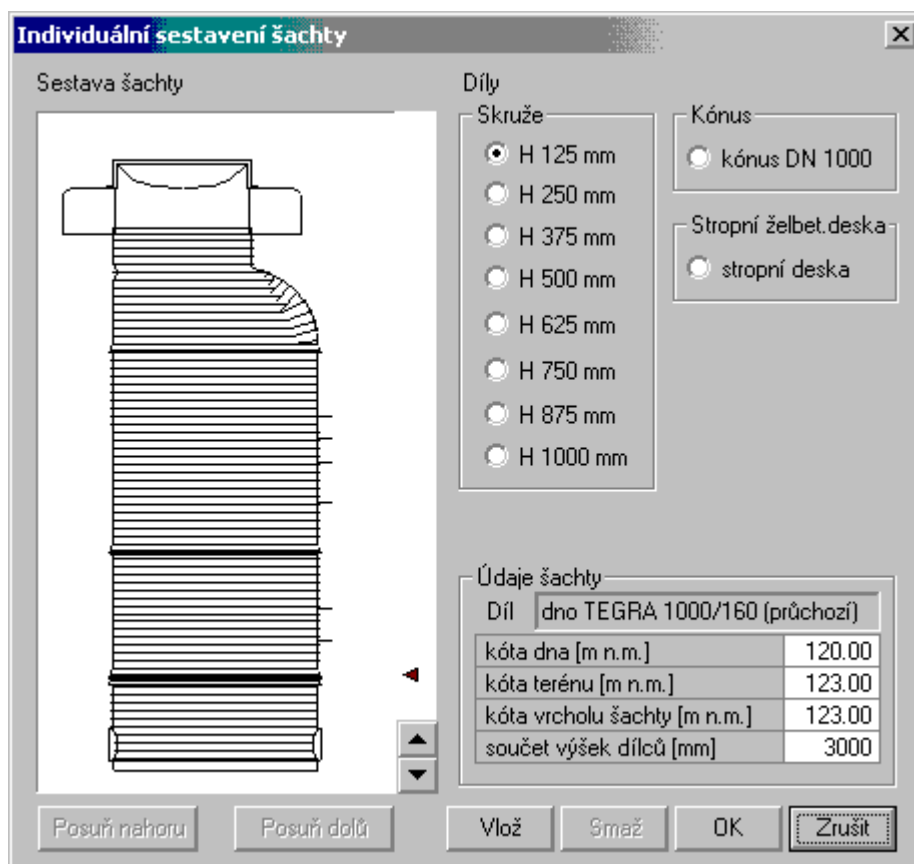 Individuální sestavení šachty
Sestava šachty
Díly
Skruže
H 125 mm
H 250 mm
H 375 mm
H 500 mm
H 625 mm
H 750 mm
H 875 mm
H 1000 mm
Kónus
kónus DN 1000
Stropní želbet.deska
stropní deska
Údaje šachty
Díl dno TEGRA 1000/160 (průchozí)
kóta dna [m n.m.] 120.00
kóta terénu [m n.m.] 123.00
kóta vrcholu šachty [m n.m.] 123.00
součet výšek dílců [mm] 3000
Posuň nahoru Posuň dolů Vlož Smaž OK Zrušit